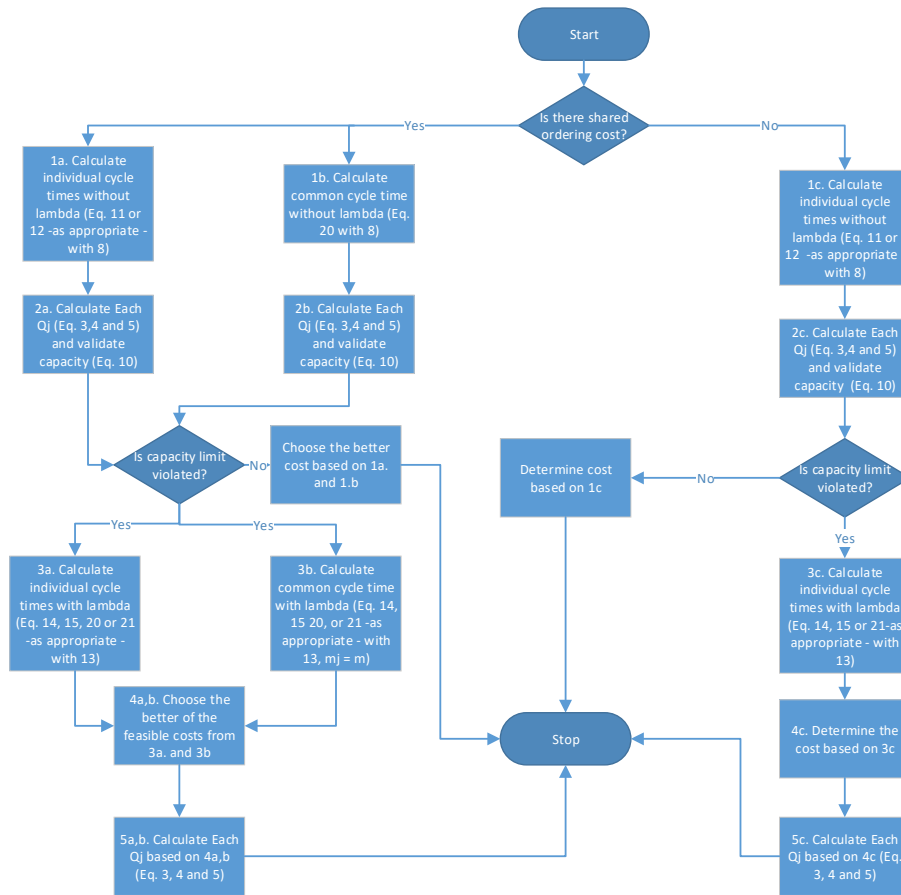 Start
Is there shared
ordering cost?
Yes
No
1a. Calculate
individual cycle
times without
lambda (Eq. 11 or
12 -as appropriate -
with 8)
1b. Calculate
common cycle time
without lambda (Eq.
20 with 8)
1c. Calculate
individual cycle
times without
lambda (Eq. 11 or
12 -as appropriate -
with 8)
2a. Calculate Each
Qj (Eq. 3,4 and 5)
and validate
capacity (Eq. 10)
2b. Calculate Each
Qj (Eq. 3,4 and 5)
and validate
capacity (Eq. 10)
2c. Calculate Each
Qj (Eq. 3,4 and 5)
and validate
capacity (Eq. 10)
Is capacity limit
violated?
No
Choose the better
cost based on 1a.
and 1.b
Determine cost
based on 1c
No
Is capacity limit
violated?
Yes
Yes
Yes
3a. Calculate
individual cycle
times with lambda
(Eq. 14, 15, 20 or 21
-as appropriate -
with 13)
3b. Calculate
common cycle time
with lambda (Eq. 14,
15 20, or 21 -as
appropriate - with
13, mj = m)
3c. Calculate
individual cycle
times with lambda
(Eq. 14, 15 or 21-as
appropriate - with
13)
4a,b. Choose the
better of the
feasible costs from
3a. and 3b
Stop
4c. Determine the
cost based on 3c
5a,b. Calculate Each
Qj based on 4a,b
(Eq. 3, 4 and 5)
5c. Calculate Each
Qj based on 4c (Eq.
3, 4 and 5)